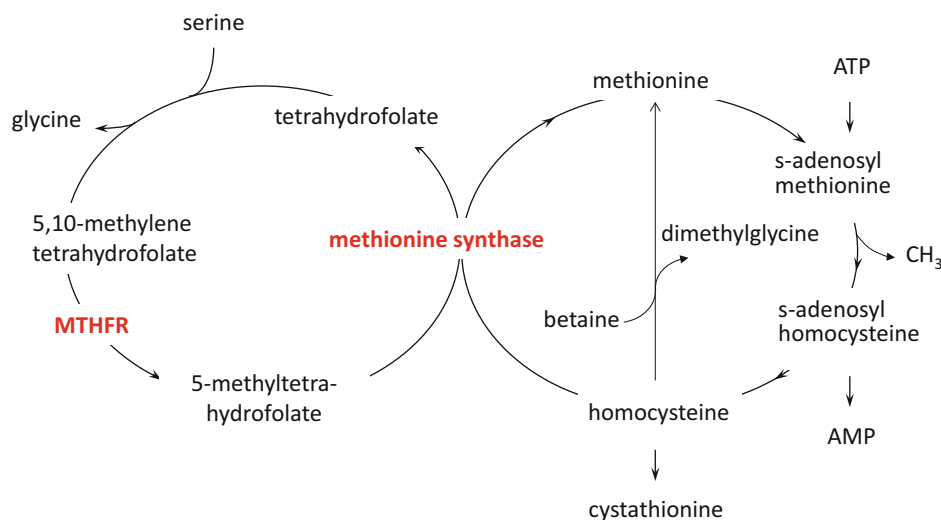 serine
glycine
tetrahydrofolate
5,10-methylene
tetrahydrofolate
MTHFR
5-methyltetra-
hydrofolate
methionine synthase
methionine
ATP
s-adenosyl
methionine
dimethylglycine
CH3
betaine
s-adenosyl
homocysteine
homocysteine
AMP
cystathionine